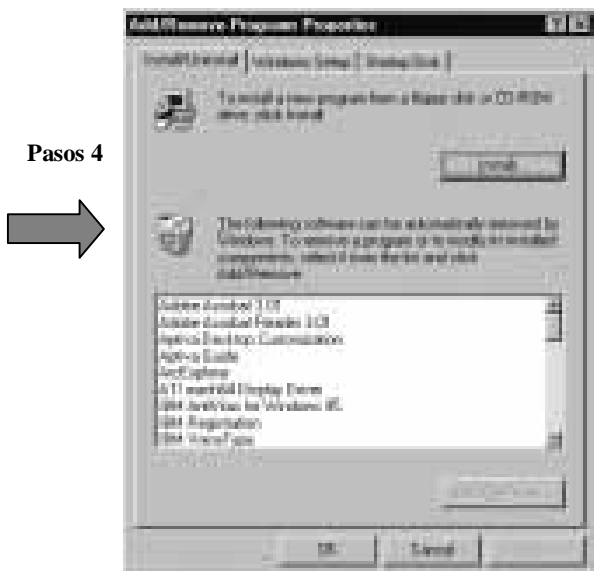 Add/Remove Programs Properties
Install/Uninstall Windows Setup Startup Disk
To install a new program from a floppy disk or CD-ROM
drive, click Install.
Pasos 4
Install...
The following software can be automatically removed by
Windows. To remove a program or to modify its installed
components, select it from the list and click
Add/Remove.
Adobe Acrobat 3.01
Adobe Acrobat Reader 3.01
Aptiva Desktop Customization
Aptiva Guide
ArcExplorer
ATI mach64 Display Driver
IBM AntiVirus for Windows 95
IBM Registration
IBM VoiceType
Add/Remove...
OK Cancel